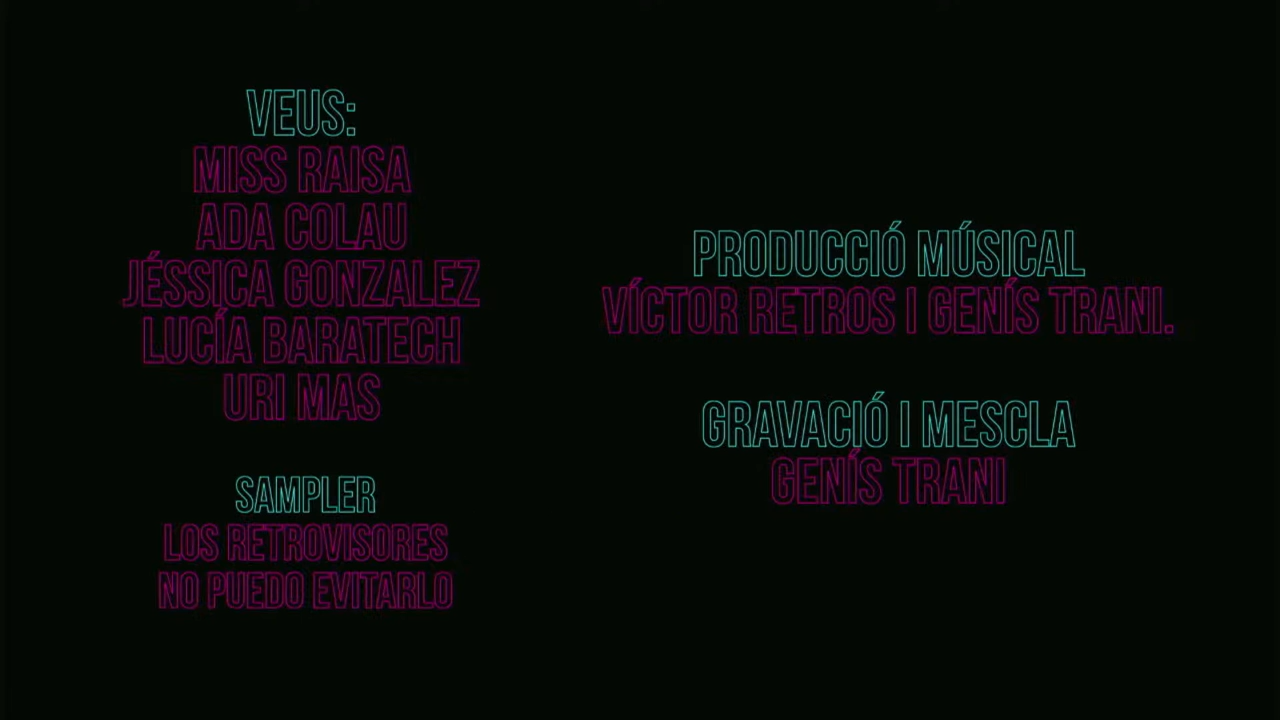 VEUS:
MISS RAISA
ADA COLAU
JÉSSICA GONZALEZ
LUCÍA BARATECH
URI MAS
SAMPLER
LOS RETROVISORES
NO PUEDO EVITARLO
PRODUCCIÓ MÚSICAL
VÍCTOR RETROS I GENÍS TRANI.
GRAVACIÓ I MESCLA
GENÍS TRANI